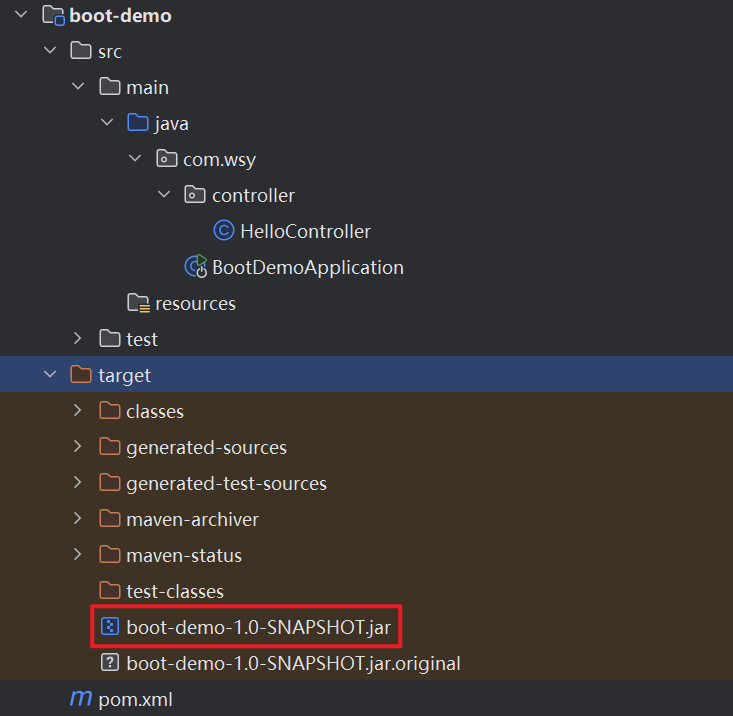 boot-demo
src
main
java
com.wsy
controller
HelloController
BootDemoApplication
resources
test
target
classes
generated-sources
generated-test-sources
maven-archiver
maven-status
test-classes
boot-demo-1.0-SNAPSHOT.jar
boot-demo-1.0-SNAPSHOT.jar.original
pom.xml